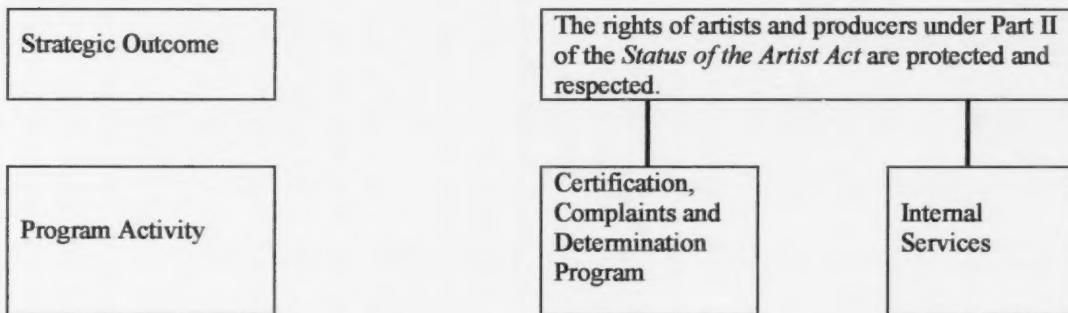 Strategic Outcome
The rights of artists and producers under Part II
of the Status of the Artist Act are protected and
respected.
Program Activity
Certification,
Complaints and
Determination
Program
Internal
Services